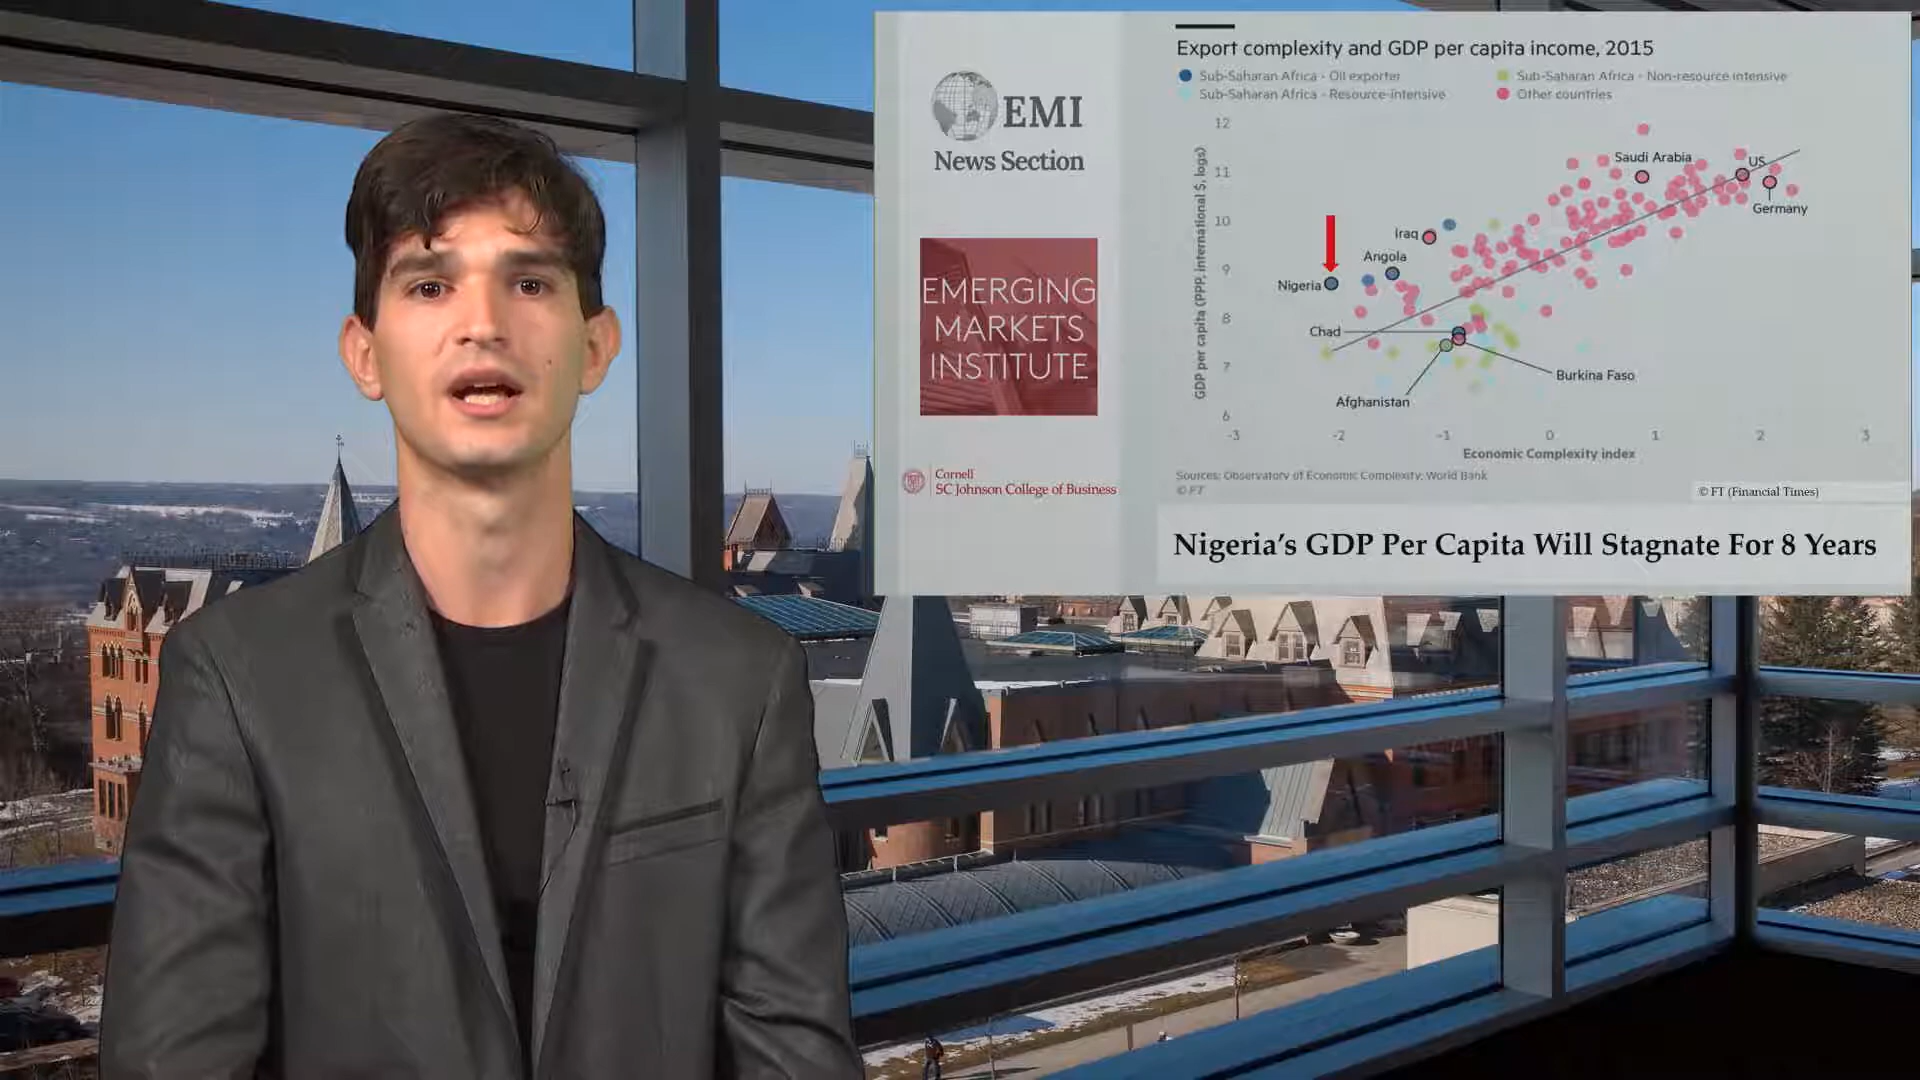 EMI
News Section
EMERGING
MARKETS
INSTITUTE
Cornell
SC Johnson College of Business
Export complexity and GDP per capita income, 2015
Sub-Saharan Africa - Oil exporter
Sub-Saharan Africa - Non-resource intensive
Sub-Saharan Africa - Resource-intensive
Other countries
GDP per capita (PPP, international $, logs)
12
11
10
9
8
7
6
Saudi Arabia
US
Germany
Iraq
Angola
Nigeria
Chad
Burkina Faso
Afghanistan
-3
-2
-1
0
1
2
3
Economic Complexity index
Sources: Observatory of Economic Complexity; World Bank
© FT
© FT (Financial Times)
Nigeria's GDP Per Capita Will Stagnate For 8 Years